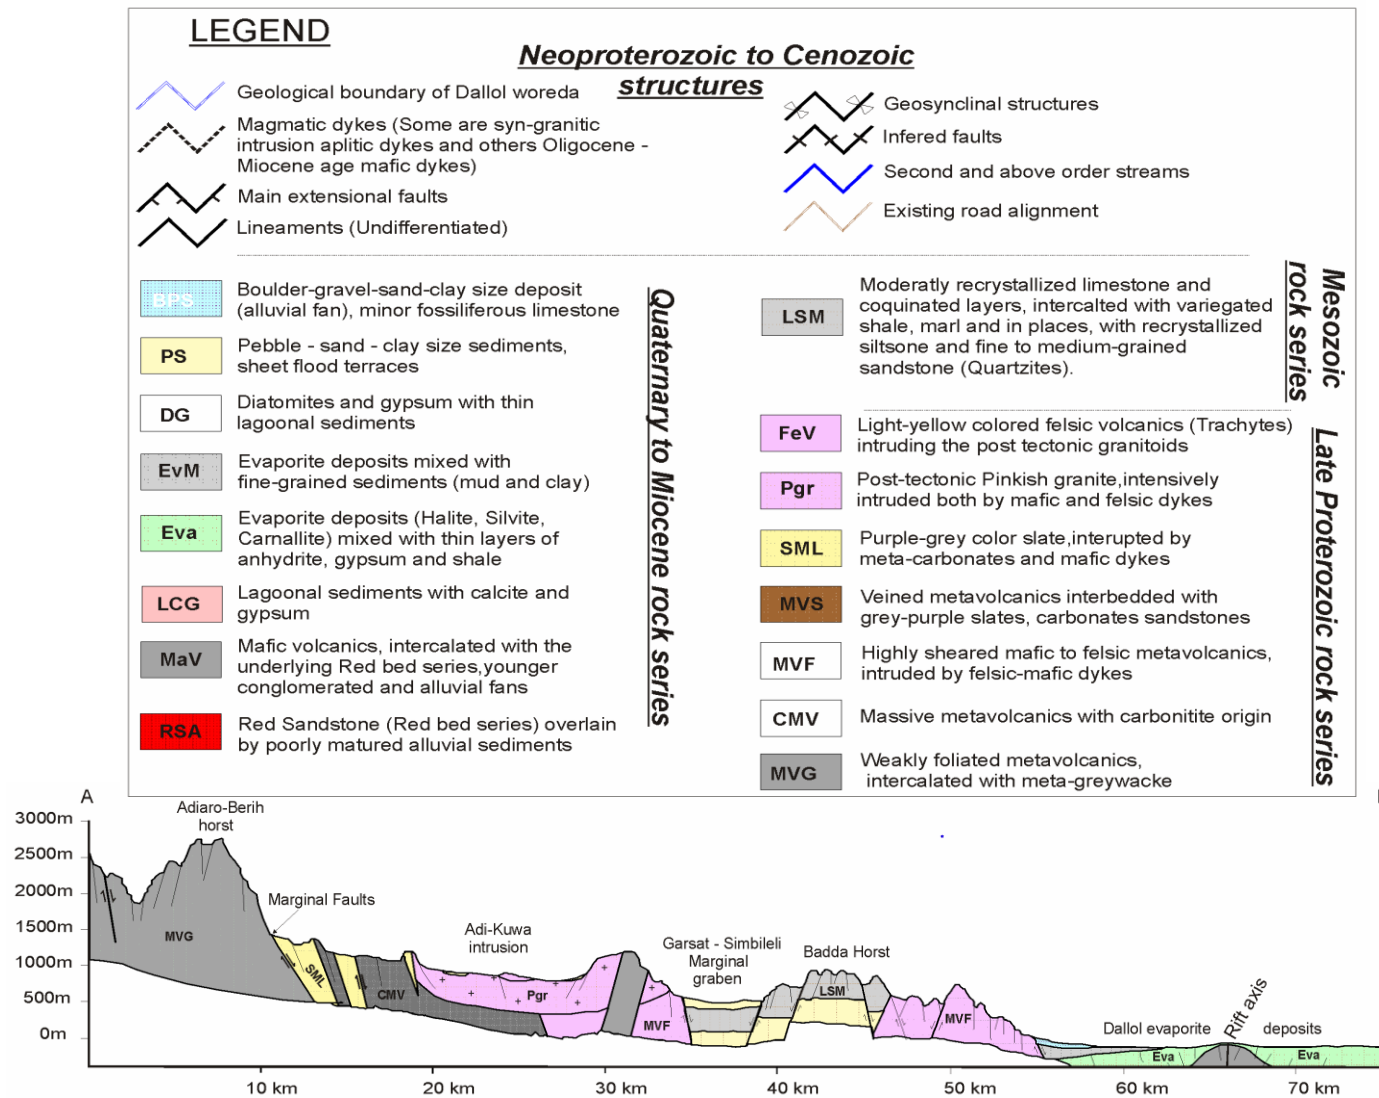 LEGEND
Neoproterozoic to Cenozoic
structures
Geological boundary of Dallol woreda
Magmatic dykes (Some are syn-granitic
intrusion aplitic dykes and others Oligocene -
Miocene age mafic dykes)
Main extensional faults
Lineaments (Undifferentiated)
Geosynclinal structures
Infered faults
Second and above order streams
Existing road alignment
BPS
Boulder-gravel-sand-clay size deposit
(alluvial fan), minor fossiliferous limestone
PS
Pebble - sand - clay size sediments,
sheet flood terraces
DG
Diatomites and gypsum with thin
lagoonal sediments
EvM
Evaporite deposits mixed with
fine-grained sediments (mud and clay)
Eva
Evaporite deposits (Halite, Silvite,
Carnallite) mixed with thin layers of
anhydrite, gypsum and shale
LCG
Lagoonal sediments with calcite and
gypsum
MaV
Mafic volcanics, intercalated with the
underlying Red bed series,younger
conglomerated and alluvial fans
RSA
Red Sandstone (Red bed series) overlain
by poorly matured alluvial sediments
Quaternary to Miocene rock series
LSM
Moderatly recrystallized limestone and
coquinated layers, intercalted with variegated
shale, marl and in places, with recrystallized
siltsone and fine to medium-grained
sandstone (Quartzites).
Mesozoic
rock series
FeV
Light-yellow colored felsic volcanics (Trachytes)
intruding the post tectonic granitoids
Pgr
Post-tectonic Pinkish granite,intensively
intruded both by mafic and felsic dykes
SML
Purple-grey color slate,interupted by
meta-carbonates and mafic dykes
MVS
Veined metavolcanics interbedded with
grey-purple slates, carbonates sandstones
MVF
Highly sheared mafic to felsic metavolcanics,
intruded by felsic-mafic dykes
CMV
Massive metavolcanics with carbonitite origin
MVG
Weakly foliated metavolcanics,
intercalated with meta-greywacke
Late Proterozoic rock series
A
Adiaro-Berih
horst
3000m
2500m
2000m
1500m
1000m
500m
0m
Marginal Faults
Adi-Kuwa
intrusion
Garsat - Simbileli
Marginal
graben
Badda Horst
Dallol evaporite
Rift axis
deposits
MVG
SML
CMV
Pgr
MVF
LSM
MVF
Eva
Eva
10 km
20 km
30 km
40 km
50 km
60 km
70 km